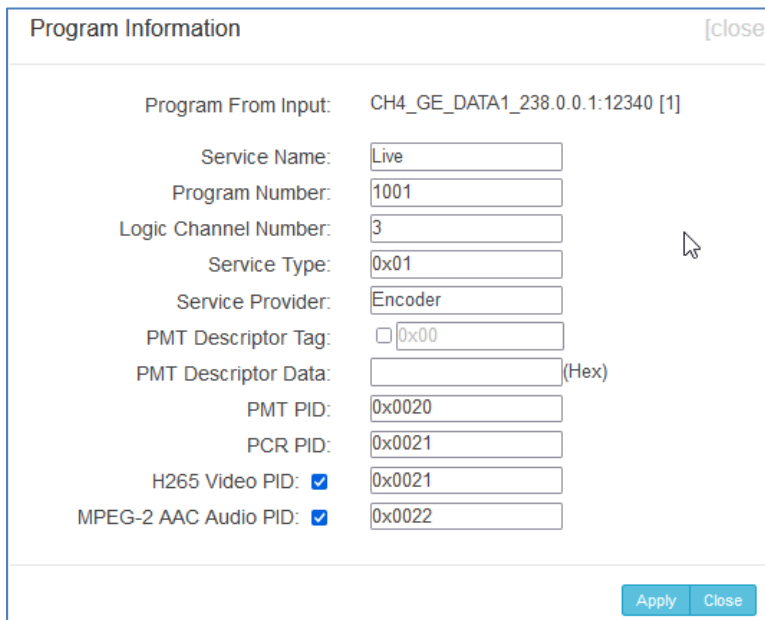 Program Information [close
Program From Input: CH4_GE_DATA1_238.0.0.1:12340 [1]
Service Name: Live
Program Number: 1001
Logic Channel Number: 3
Service Type: 0x01
Service Provider: Encoder
PMT Descriptor Tag: 0x00
PMT Descriptor Data: (Hex)
PMT PID: 0x0020
PCR PID: 0x0021
H265 Video PID: 0x0021
MPEG-2 AAC Audio PID: 0x0022
Apply Close